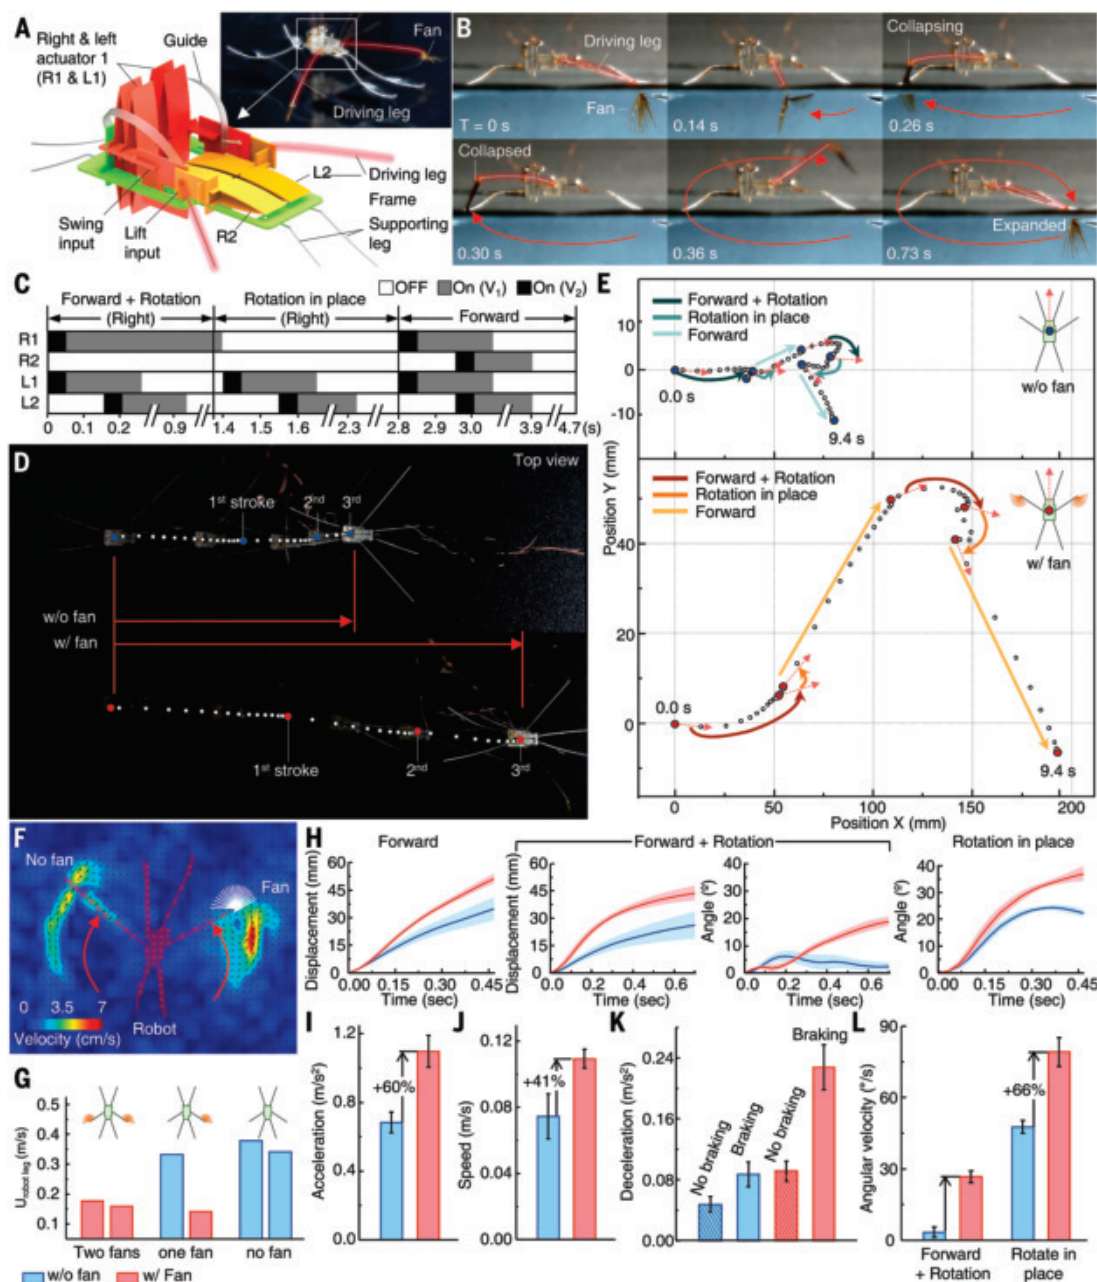 A
Right & left
actuator 1
(R1 & L1)
Guide
Fan
Driving leg
L2
Driving leg
Frame
Supporting
leg
Swing
input
Lift
input
R2
B
Driving leg
Collapsing
Fan
T = 0 s
0.14 s
0.26 s
Collapsed
Expanded
0.30 s
0.36 s
0.73 s
C
OFF
On (V₁)
On (V₂)
Forward + Rotation
(Right)
Rotation in place
(Right)
Forward
R1
R2
L1
L2
0 0.1 0.2 0.9 1.4 1.5 1.6 2.3 2.8 2.9 3.0 3.9 4.7(s)
D
Top view
1st stroke
2nd
3rd
w/o fan
w/ fan
1st stroke
2nd
3rd
E
Forward + Rotation
Rotation in place
Forward
w/o fan
10
0
-10
0.0 s
9.4 s
Forward + Rotation
Rotation in place
Forward
w/ fan
Position Y (mm)
40
20
0
0.0 s
9.4 s
0 50 100 150 200
Position X (mm)
F
No fan
Fan
0 3.5 7
Velocity (cm/s)
Robot
G
U robot leg (m/s)
0.5
0.4
0.3
0.2
0.1
Two fans one fan no fan
w/o fan w/ Fan
H
Forward
Forward + Rotation
Rotation in place
Displacement (mm)
60
45
30
15
0
0.00 0.15 0.30 0.45
Time (sec)
Displacement (mm)
60
45
30
15
0
0.0 0.2 0.4 0.6
Time (sec)
Angle (º)
40
30
20
10
0
0.0 0.2 0.4 0.6
Time (sec)
Angle (º)
40
30
20
10
0
0.00 0.15 0.30 0.45
Time (sec)
I
Acceleration (m/s²)
1.2
0.8
0.4
0.0
+60%
J
Speed (m/s)
0.12
0.08
0.04
0.00
+41%
K
Deceleration (m/s²)
0.24
0.16
0.08
0.00
No braking
Braking
No braking
Braking
L
Angular velocity (°/s)
90
60
30
0
+66%
Forward
+ Rotation
Rotate in
place